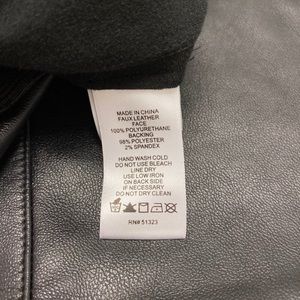 MADE IN CHINA
FAUX LEATHER
FACE
100% POLYURETHANE
BACKING
98% POLYESTER
2% SPANDEX
HAND WASH COLD
DO NOT USE BLEACH
LINE DRY
USE LOW IRON
ON BACK SIDE
IF NECESSARY
DO NOT DRY CLEAN
RN# 51323